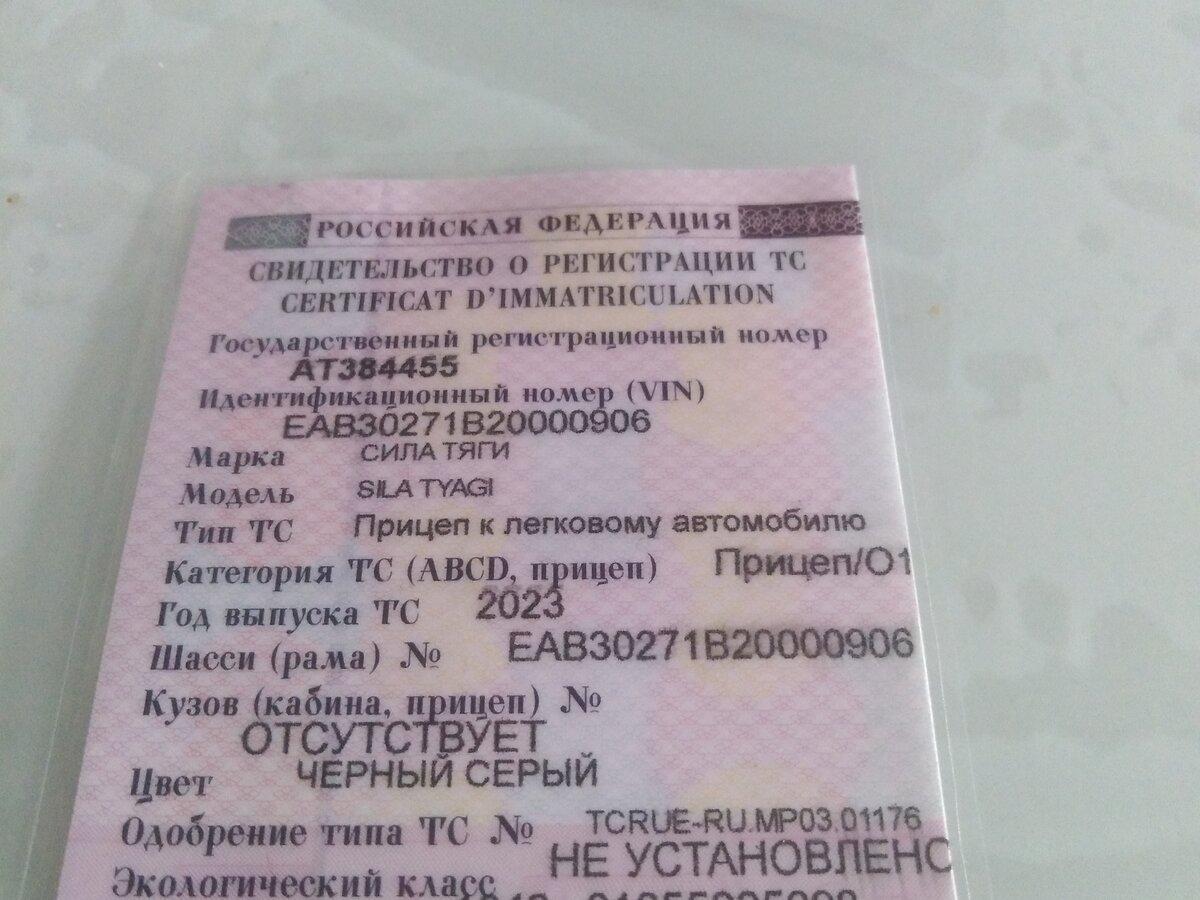 РОССИЙСКАЯ ФЕДЕРАЦИЯ
СВИДЕТЕЛЬСТВО О РЕГИСТРАЦИИ ТС
CERTIFICAT D'IMMATRICULATION
Государственный регистрационный номер
АТ384455
Идентификационный номер (VIN)
EAB30271B20000906
Марка СИЛА ТЯГИ
Модель SILA TYAGI
Тип ТС Прицеп к легковому автомобилю
Категория ТС (ABCD, прицеп) Прицеп/О1
Год выпуска ТС 2023
Шасси (рама) № EAB30271B20000906
Кузов (кабина, прицеп) №
ОТСУТСТВУЕТ
Цвет ЧЕРНЫЙ СЕРЫЙ
Одобрение типа ТС № ТCRUE-RU.MP03.01176
Экологический класс НЕ УСТАНОВЛЕНО